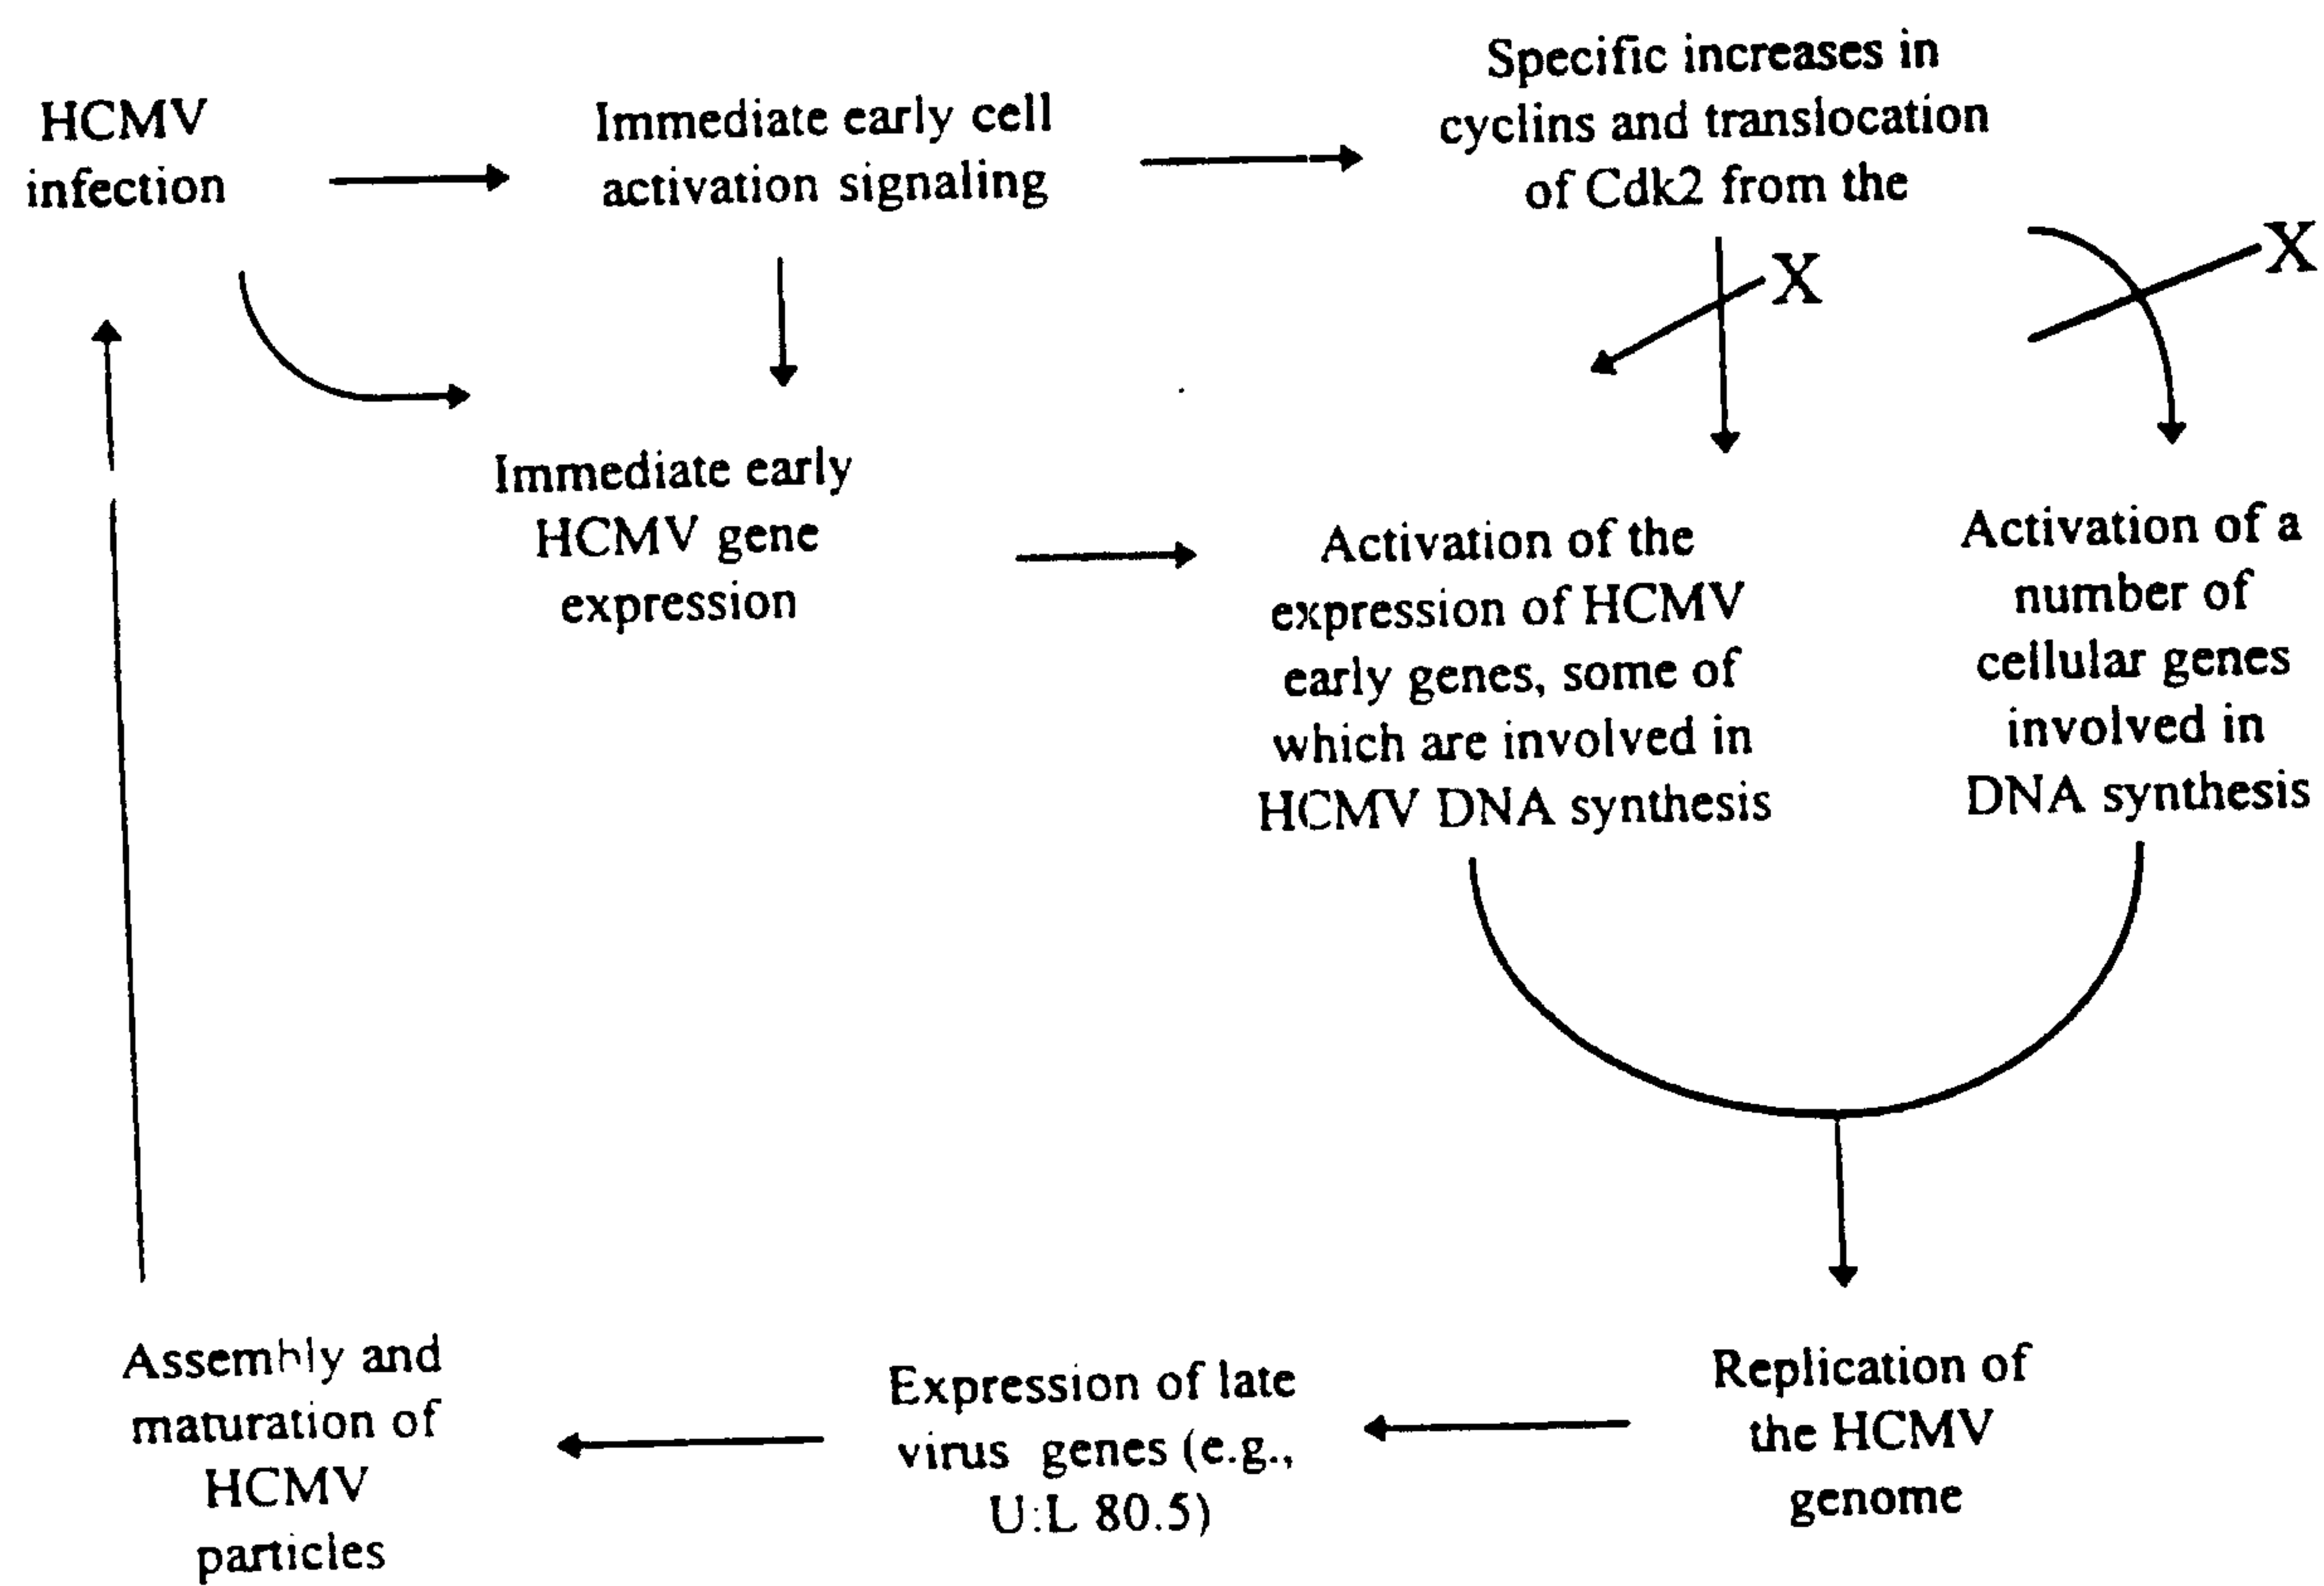 HCMV
infection
Immediate early cell
activation signaling
Specific increases in
cyclins and translocation
of Cdk2 from the
X
X
Immediate early
HCMV gene
expression
Activation of the
expression of HCMV
early genes, some of
which are involved in
HCMV DNA synthesis
Activation of a
number of
cellular genes
involved in
DNA synthesis
Replication of
the HCMV
genome
Expression of late
virus genes (e.g.,
U:L 80.5)
Assembly and
maturation of
HCMV
particles